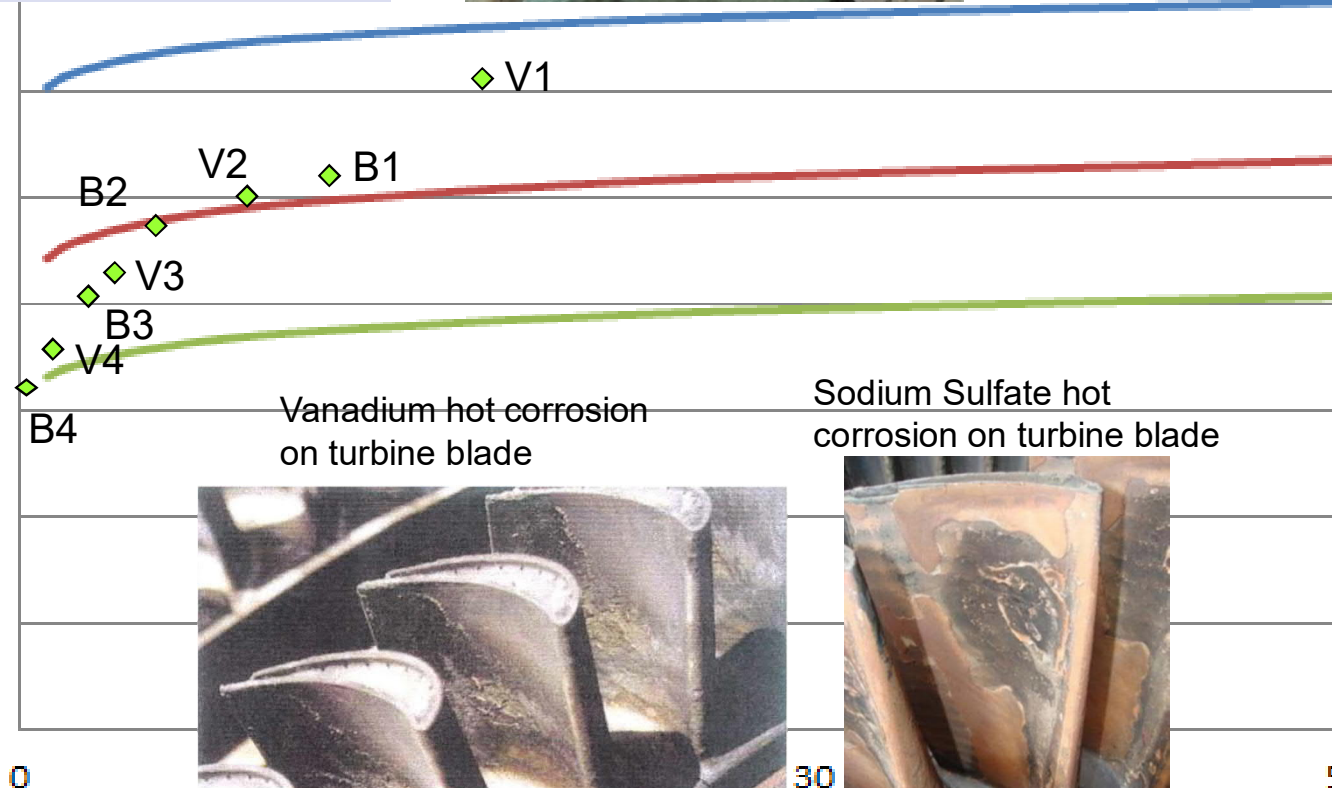 V1
V2
B1
B2
V3
B3
V4
B4
Vanadium hot corrosion
on turbine blade
Sodium Sulfate hot
corrosion on turbine blade
0
30